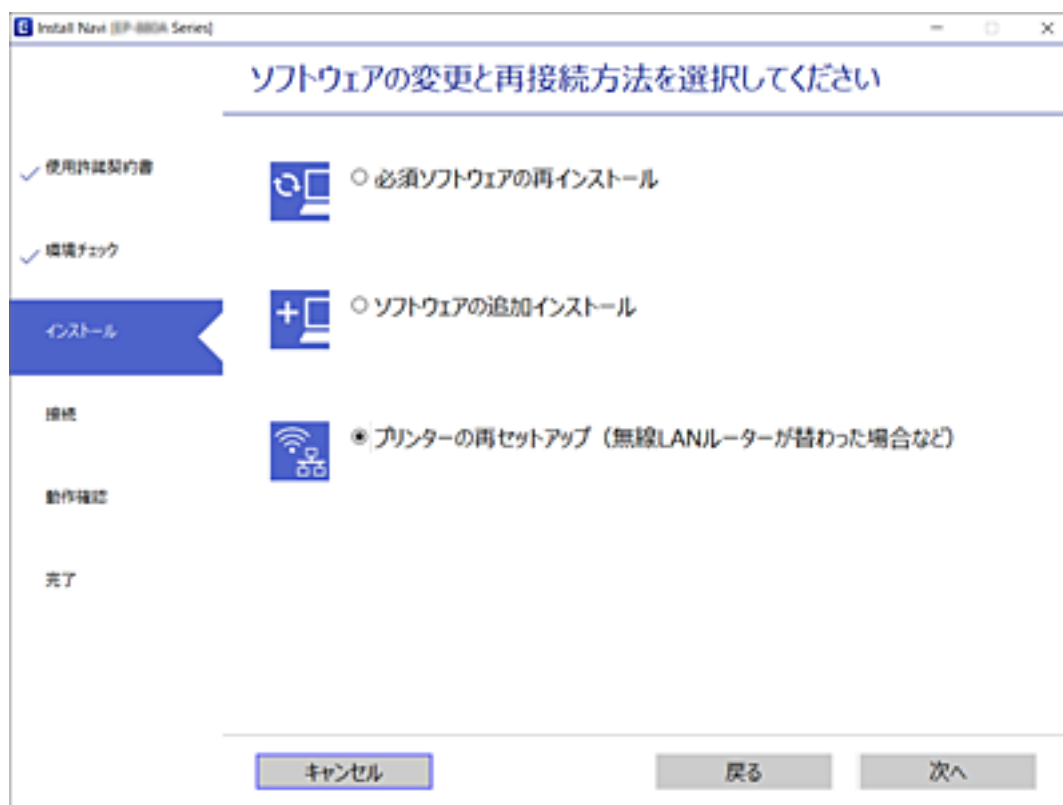 Install Navi [EP-880A Series]
ソフトウェアの変更と再接続方法を選択してください
使用許諾契約書
環境チェック
インストール
接続
動作確認
完了
必須ソフトウェアの再インストール
ソフトウェアの追加インストール
プリンターの再セットアップ（無線LANルーターが替わった場合など）
キャンセル
戻る
次へ